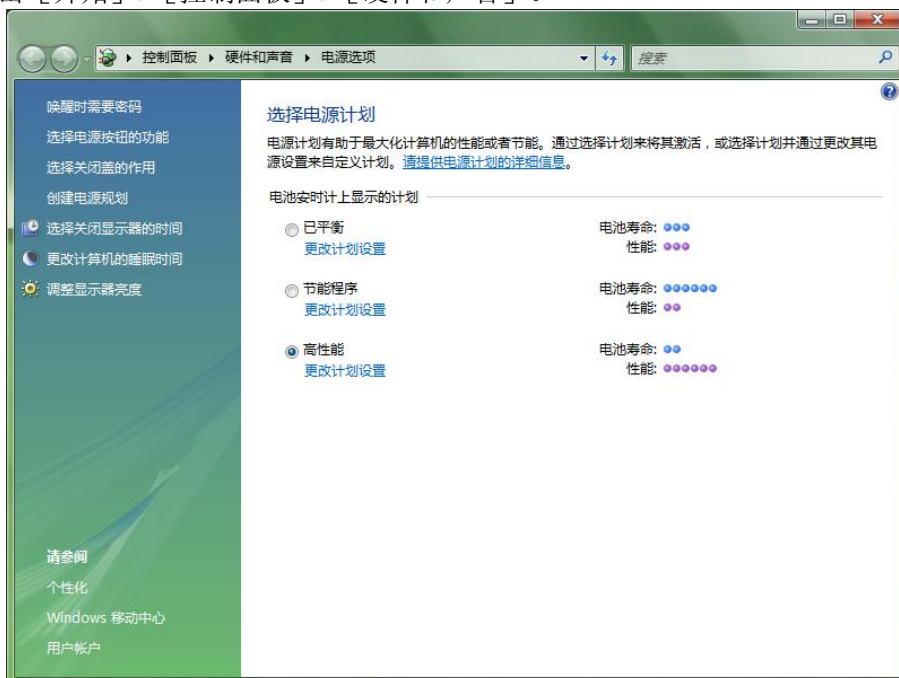 控制面板 ▸ 硬件和声音 ▸ 电源选项
搜索
唤醒时需要密码
选择电源按钮的功能
选择关闭盖的作用
创建电源规划
选择关闭显示器的时间
更改计算机的睡眠时间
调整显示器亮度
请参阅
个性化
Windows 移动中心
用户帐户
选择电源计划
电源计划有助于最大化计算机的性能或者节能。通过选择计划来将其激活，或选择计划并通过更改其电
源设置来自定义计划。请提供电源计划的详细信息。
电池安时计上显示的计划
已平衡 电池寿命:
更改计划设置 性能:
节能程序 电池寿命:
更改计划设置 性能:
高性能 电池寿命:
更改计划设置 性能: